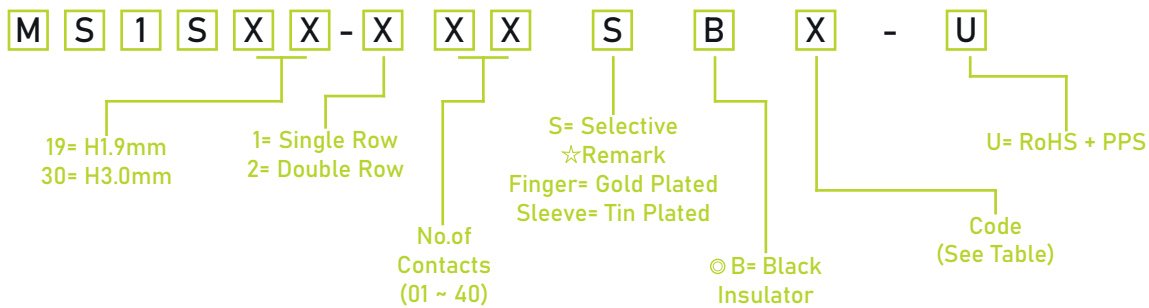 M S 1 S X X - X X X S B X - U
19= H1.9mm
30= H3.0mm
1= Single Row
2= Double Row
No.of
Contacts
(01 ~ 40)
S= Selective
☆Remark
Finger= Gold Plated
Sleeve= Tin Plated
◎B= Black
Insulator
Code
(See Table)
U= RoHS + PPS